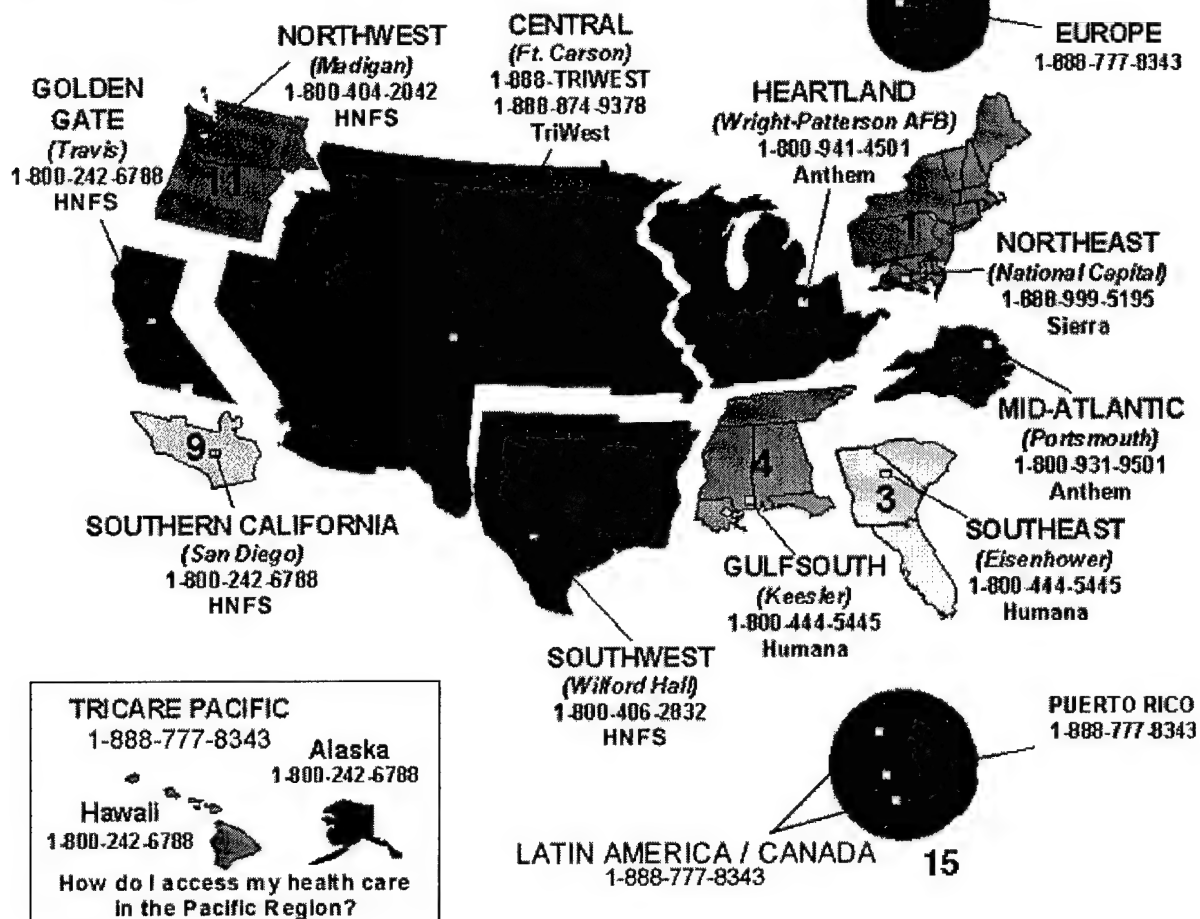 EUROPE
1-888-777-8343
NORTHWEST
(Madigan)
1-800-404-2042
HNFS
CENTRAL
(Ft. Carson)
1-888-TRIWEST
1-888-874-9378
TriWest
GOLDEN
GATE
(Travis)
1-800-242-6788
HNFS
HEARTLAND
(Wright-Patterson AFB)
1-800-941-4501
Anthem
11
1
NORTHEAST
(National Capital)
1-888-999-5195
Sierra
MID-ATLANTIC
(Portsmouth)
1-800-931-9501
Anthem
9
SOUTHERN CALIFORNIA
(San Diego)
1-800-242-6788
HNFS
4
3
SOUTHEAST
(Eisenhower)
1-800-444-5445
Humana
GULFSOUTH
(Keesler)
1-800-444-5445
Humana
SOUTHWEST
(Wilford Hall)
1-800-406-2832
HNFS
TRICARE PACIFIC
1-888-777-8343
Alaska
1-800-242-6788
Hawaii
1-800-242-6788
How do I access my health care
in the Pacific Region?
PUERTO RICO
1-888-777-8343
LATIN AMERICA / CANADA
1-888-777-8343
15